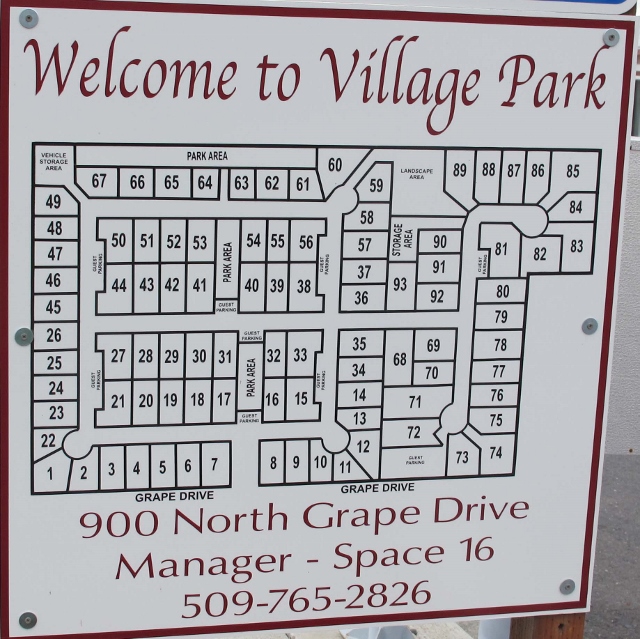 Welcome to Village Park
VEHICLE
STORAGE
AREA
PARK AREA
60
LANDSCAPE
AREA
89 88 87 86 85
67 66 65 64 63 62 61
59
84
49
58
48
50 51 52 53
PARK AREA
54 55 56
57
STORAGE
AREA
90
81
82 83
47
GUEST
PARKING
GUEST
PARKING
91
GUEST
PARKING
46
44 43 42 41
40 39 38
37
93
92
80
45
GUEST
PARKING
36
79
26
GUEST
PARKING
35
68
69
78
25
27 28 29 30 31
PARK AREA
32 33
34
70
77
24
GUEST
PARKING
GUEST
PARKING
14
71
76
23
21 20 19 18 17
16 15
13
75
GUEST
PARKING
22
12
72
GUEST
PARKING
73
74
1 2 3 4 5 6 7
8 9 10 11
GRAPE DRIVE
GRAPE DRIVE
900 North Grape Drive
Manager - Space 16
509-765-2826